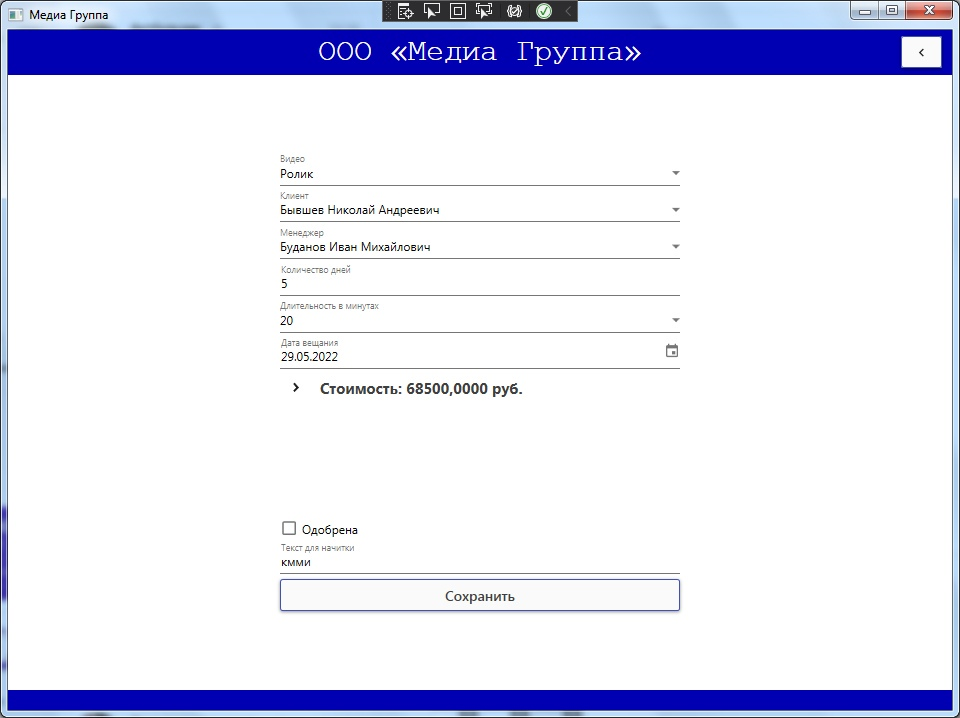 Медиа Группа
ООО «Медиа Группа»
Видео
Ролик
Клиент
Бывшев Николай Андреевич
Менеджер
Буданов Иван Михайлович
Количество дней
5
Длительность в минутах
20
Дата вещания
29.05.2022
Стоимость: 68500,0000 руб.
Одобрена
Текст для начитки
кмми
Сохранить